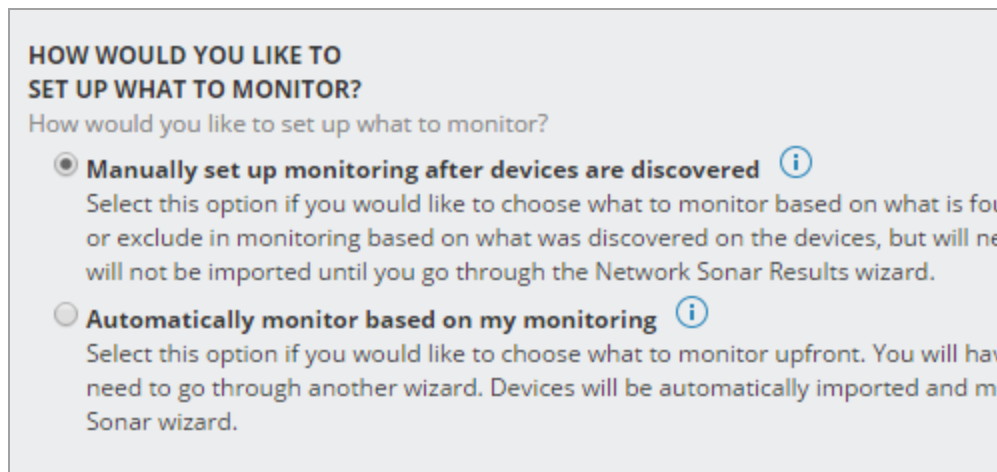 HOW WOULD YOU LIKE TO
SET UP WHAT TO MONITOR?
How would you like to set up what to monitor?
Manually set up monitoring after devices are discovered
Select this option if you would like to choose what to monitor based on what is fou
or exclude in monitoring based on what was discovered on the devices, but will ne
will not be imported until you go through the Network Sonar Results wizard.
Automatically monitor based on my monitoring
Select this option if you would like to choose what to monitor upfront. You will hav
need to go through another wizard. Devices will be automatically imported and m
Sonar wizard.